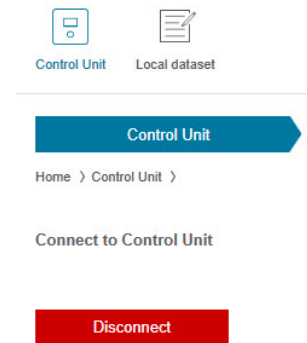 Control Unit Local dataset
Control Unit
Home 〉 Control Unit 〉
Connect to Control Unit
Disconnect